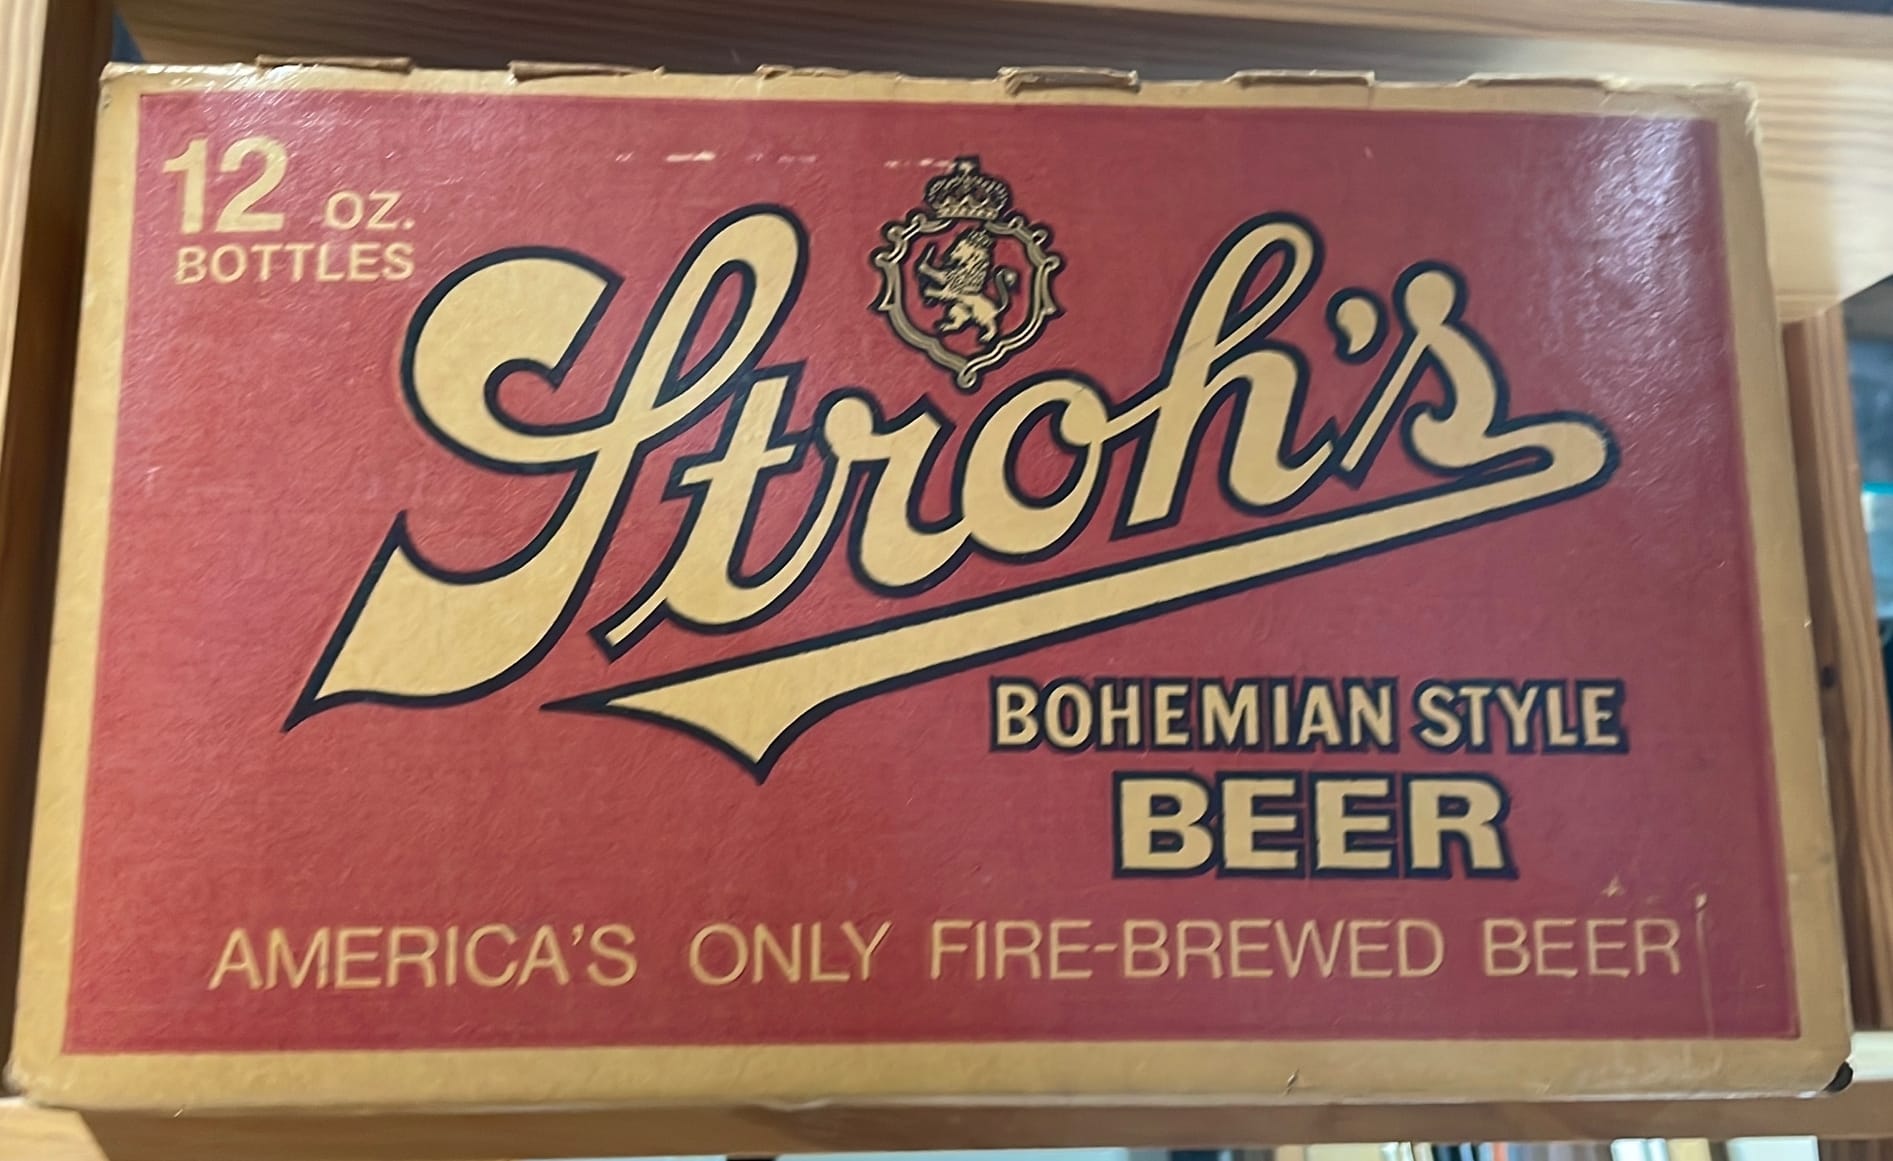 12 OZ.
BOTTLES
Stroh's
BOHEMIAN STYLE
BEER
AMERICA'S ONLY FIRE-BREWED BEER